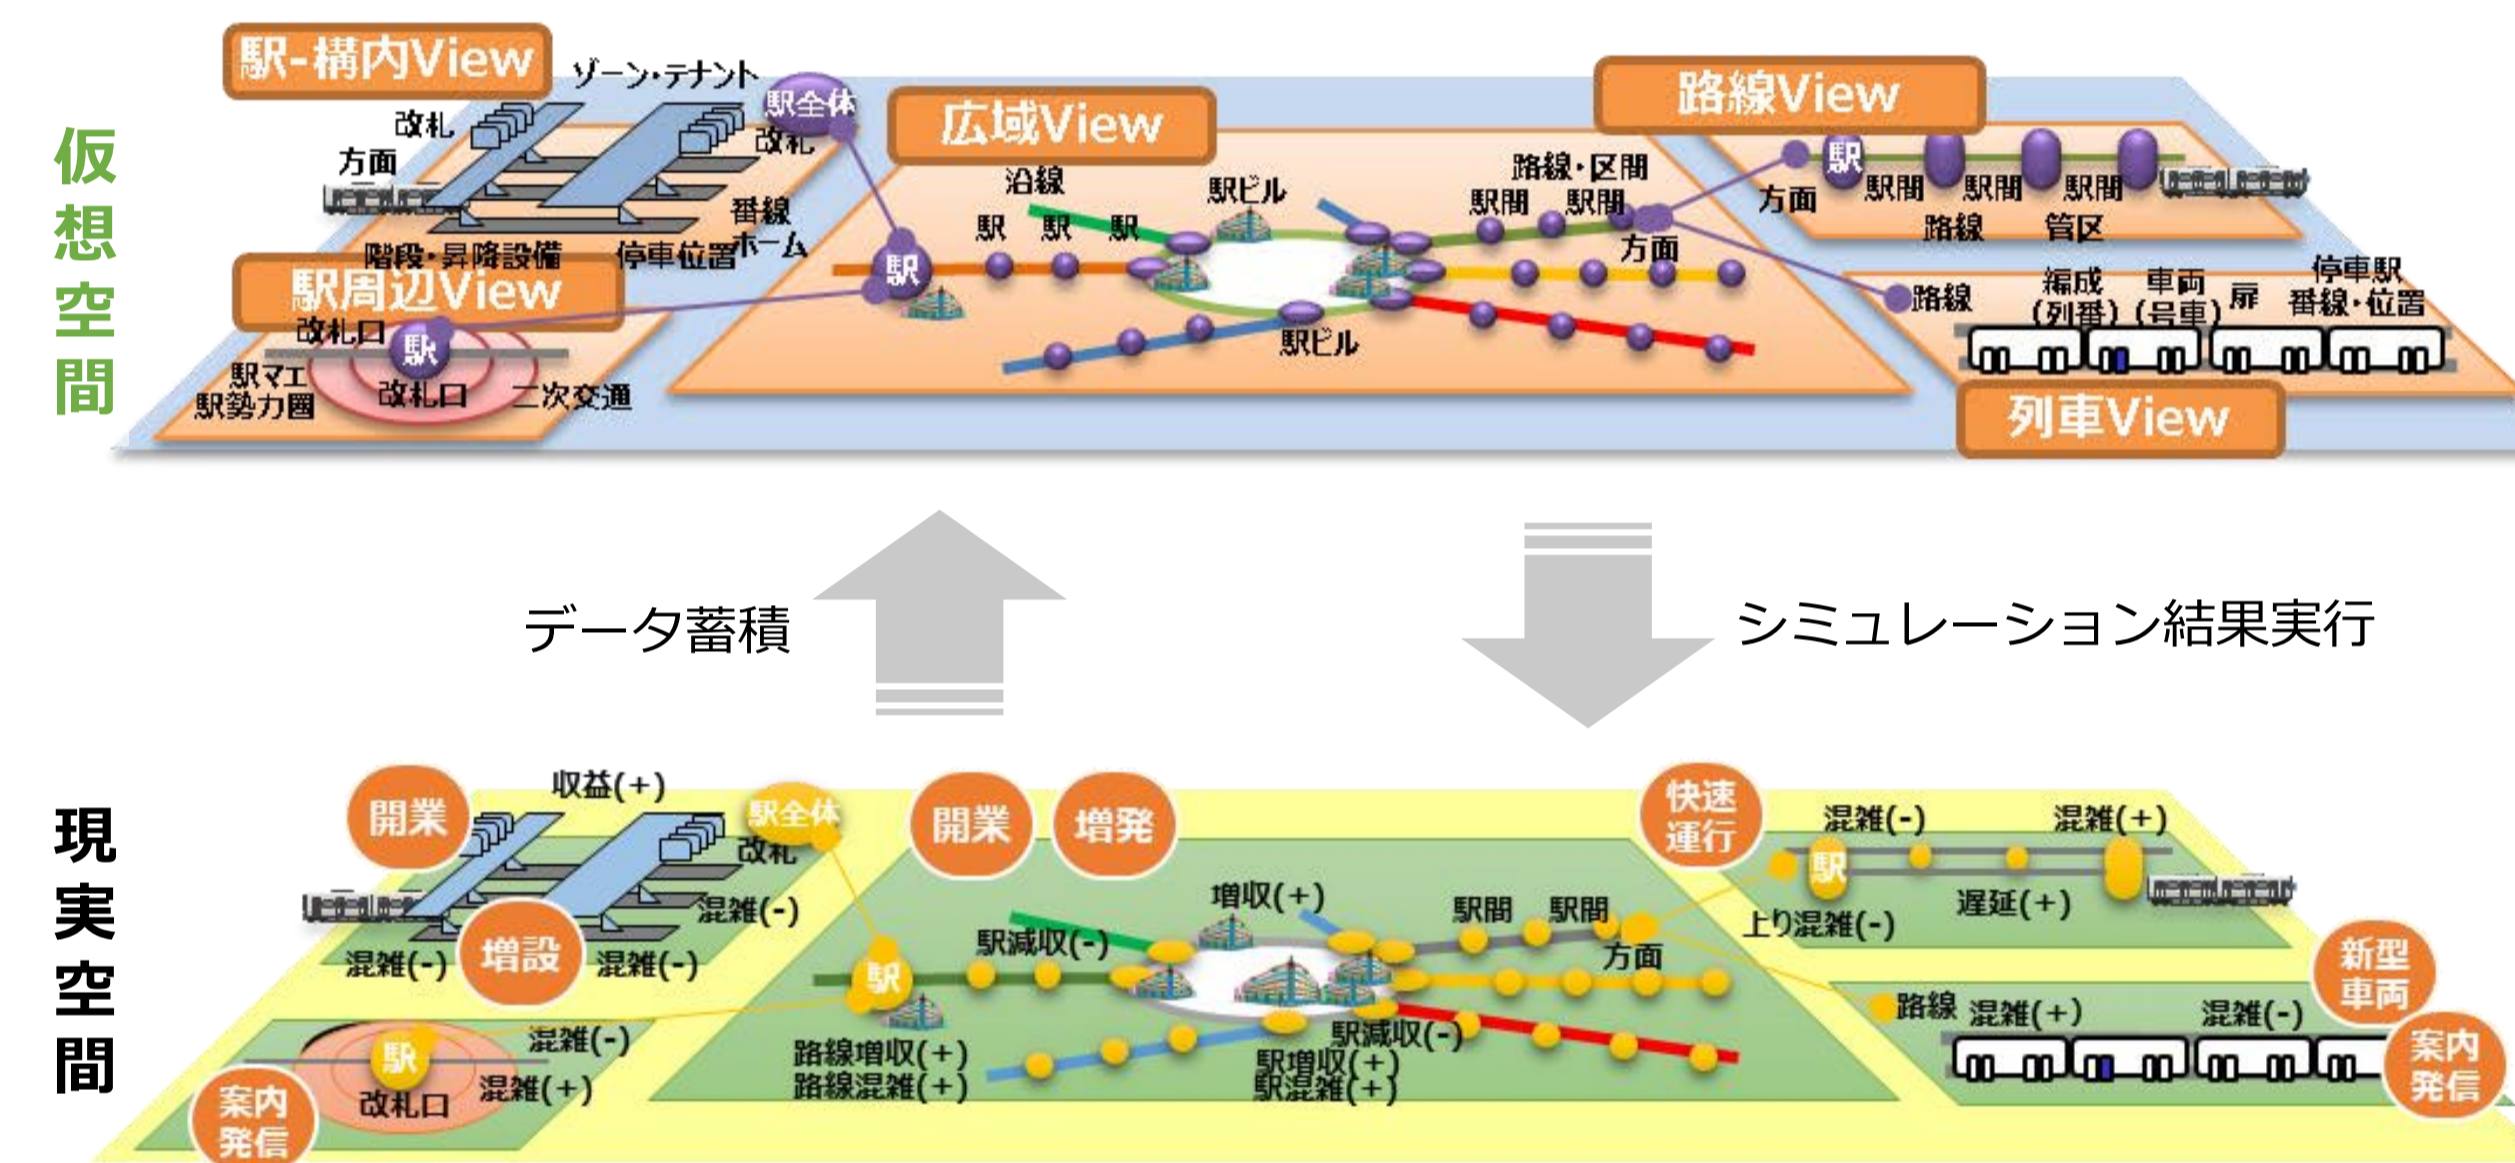 仮想空間
駅-構内View
ゾーン・テナント
駅全体
改札
改札
方面
番線
ホーム
階段・昇降設備
停車位置
駅周辺View
改札口
駅
駅マエ
駅勢力圏
改札口
二次交通
広域View
沿線
駅ビル
路線・区間
駅
駅
駅
駅間
駅間
方面
駅
駅ビル
路線View
駅
方面
駅間
駅間
駅間
路線
管区
路線
編成
(列番)
車両
(号車)
扉
停車駅
番線・位置
列車View
データ蓄積
シミュレーション結果実行
現実空間
開業
収益(+)
駅全体
改札
混雑(-)
混雑(-)
増設
混雑(-)
駅
混雑(-)
混雑(+)
改札口
案内
発信
開業
増発
増収(+)
駅間
駅間
駅減収(-)
方面
駅
路線増収(+)
路線混雑(+)
駅減収(-)
駅増収(+)
駅混雑(+)
快速
運行
混雑(-)
混雑(+)
駅
遅延(+)
上り混雑(-)
新型
車両
路線
混雑(+)
混雑(-)
案内
発信